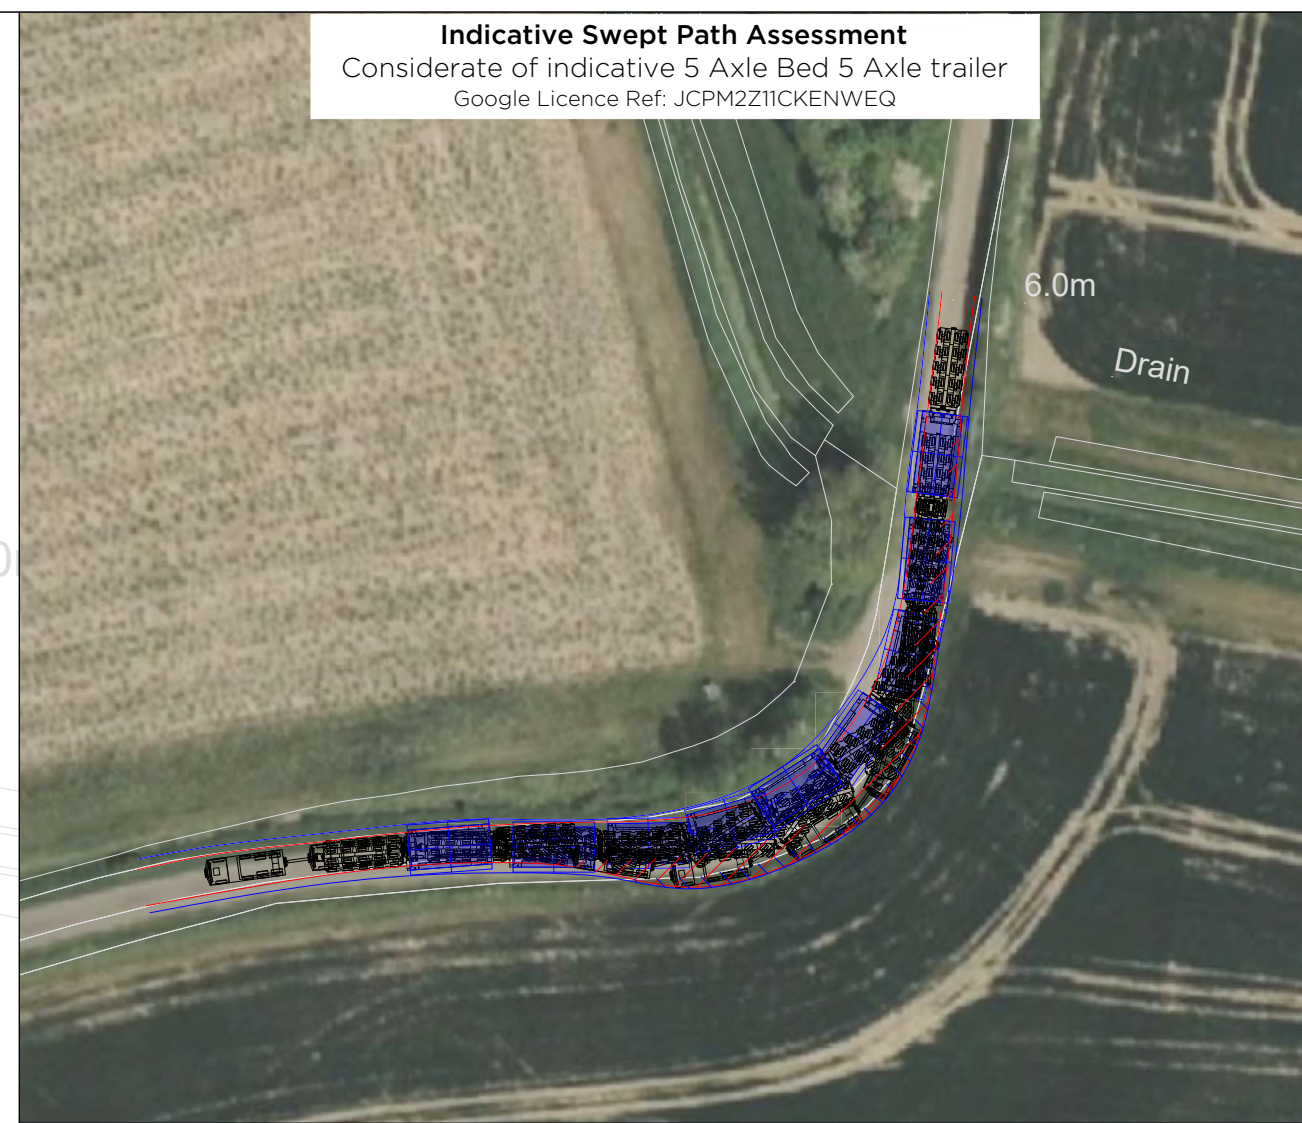 Indicative Swept Path Assessment
Considerate of indicative 5 Axle Bed 5 Axle trailer
Google Licence Ref: JCPM2Z11CKENWEQ
6.0m
Drain